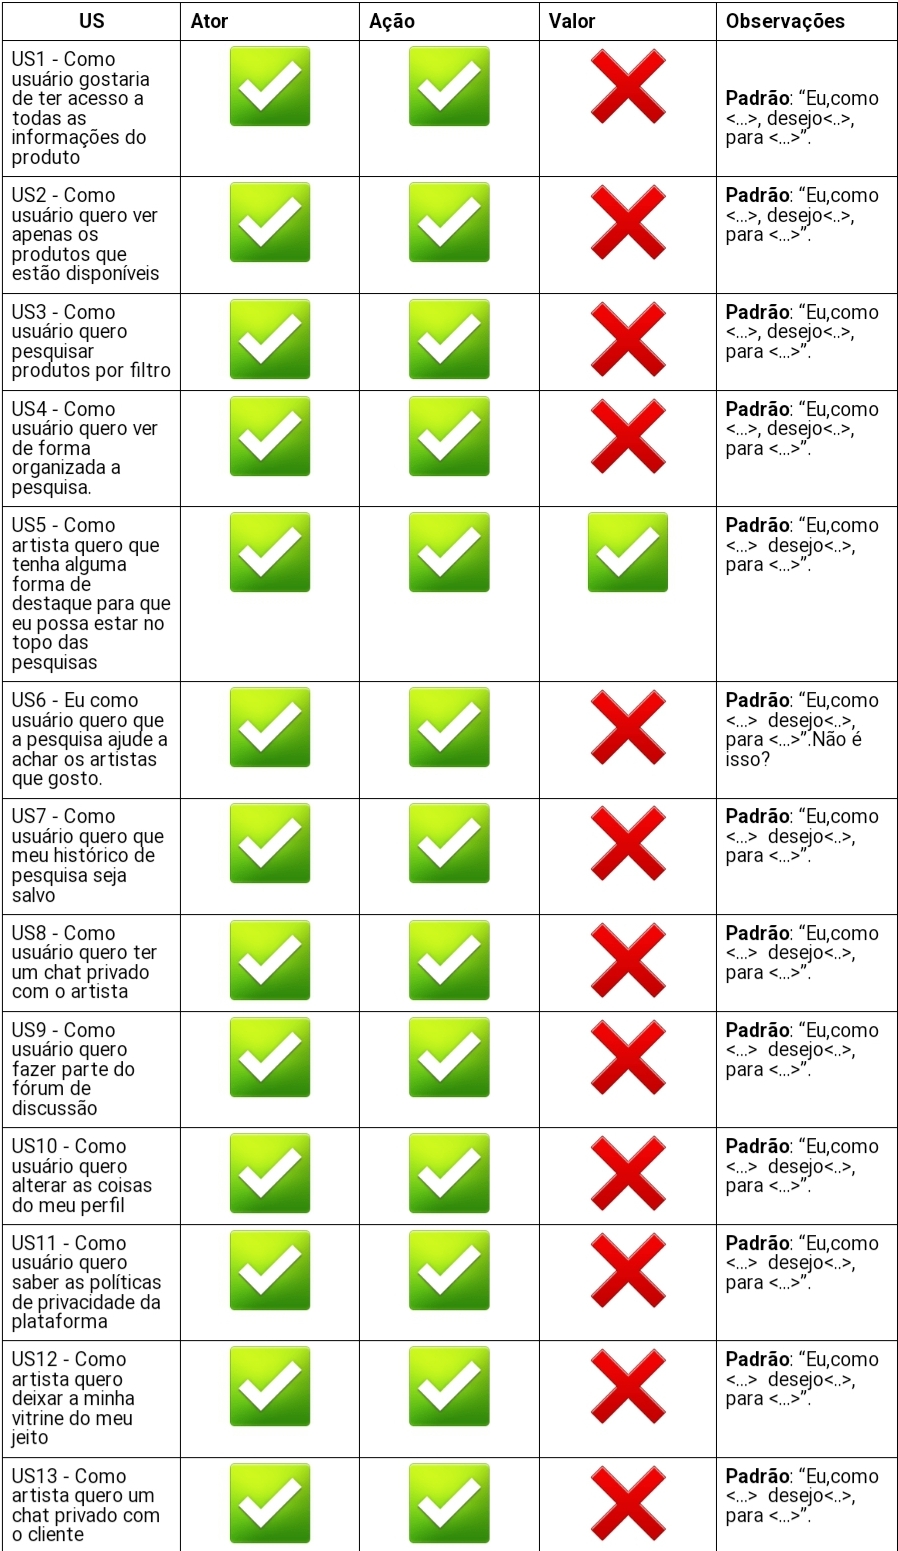 US
Ator
Ação
Valor
Observações
US1 - Como
usuário gostaria
de ter acesso a
todas as
informações do
produto
Padrão: “Eu,como
<...>, desejo<..>,
para <...>”.
US2 - Como
usuário quero ver
apenas os
produtos que
estão disponíveis
Padrão: “Eu,como
<...>, desejo<..>,
para <...>”.
US3 - Como
usuário quero
pesquisar
produtos por filtro
Padrão: “Eu,como
<...>, desejo<..>,
para <...>”.
US4 - Como
usuário quero ver
de forma
organizada a
pesquisa.
Padrão: “Eu,como
<...>, desejo<..>,
para <...>”.
US5 - Como
artista quero que
tenha alguma
forma de
destaque para que
eu possa estar no
topo das
pesquisas
Padrão: “Eu,como
<...>  desejo<..>,
para <...>”.
US6 - Eu como
usuário quero que
a pesquisa ajude a
achar os artistas
que gosto.
Padrão: “Eu,como
<...>  desejo<..>,
para <...>”.Não é
isso?
US7 - Como
usuário quero que
meu histórico de
pesquisa seja
salvo
Padrão: “Eu,como
<...>  desejo<..>,
para <...>”.
US8 - Como
usuário quero ter
um chat privado
com o artista
Padrão: “Eu,como
<...>  desejo<..>,
para <...>”.
US9 - Como
usuário quero
fazer parte do
fórum de
discussão
Padrão: “Eu,como
<...>  desejo<..>,
para <...>”.
US10 - Como
usuário quero
alterar as coisas
do meu perfil
Padrão: “Eu,como
<...>  desejo<..>,
para <...>”.
US11 - Como
usuário quero
saber as políticas
de privacidade da
plataforma
Padrão: “Eu,como
<...>  desejo<..>,
para <...>”.
US12 - Como
artista quero
deixar a minha
vitrine do meu
jeito
Padrão: “Eu,como
<...>  desejo<..>,
para <...>”.
US13 - Como
artista quero um
chat privado com
o cliente
Padrão: “Eu,como
<...>  desejo<..>,
para <...>”.